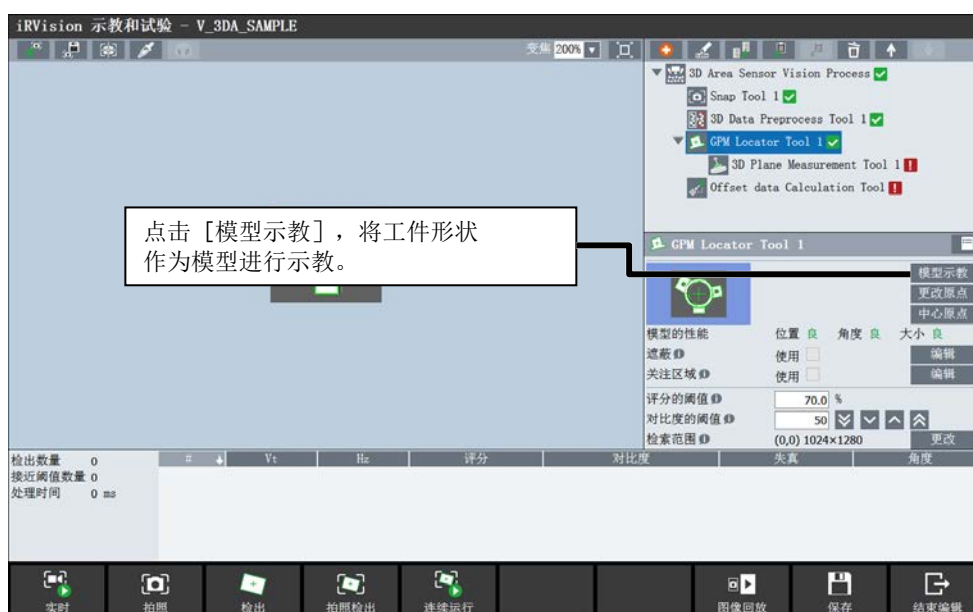 iRVision 示教和试验 - V_3DA_SAMPLE
变焦 200%
3D Area Sensor Vision Process
Snap Tool 1
3D Data Preprocess Tool 1
GPM Locator Tool 1
3D Plane Measurement Tool 1
Offset data Calculation Tool
点击［模型示教］，将工件形状
作为模型进行示教。
GPM Locator Tool 1
模型示教
更改原点
中心原点
模型的性能 位置 良 角度 良 大小 良
遮蔽 使用 编辑
关注区域 使用 编辑
评分的阈值 70.0 %
对比度的阈值 50
检索范围 (0,0) 1024×1280 更改
检出数量 0
接近阈值数量 0
处理时间 0 ms
# Vt Hz 评分 对比度 失真 角度
实时 拍照 检出 拍照检出 连续运行 图像回放 保存 结束编辑